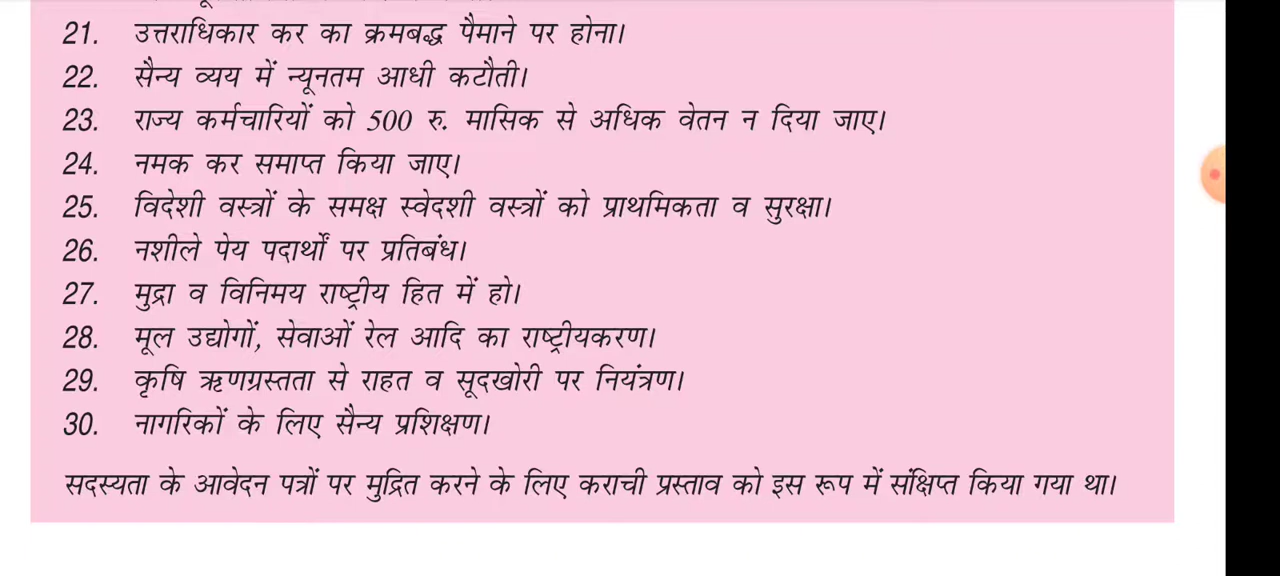 21. उत्तराधिकार कर का क्रमबद्ध पैमाने पर होना।
22. सैन्य व्यय में न्यूनतम आधी कटौती।
23. राज्य कर्मचारियों को 500 रु. मासिक से अधिक वेतन न दिया जाए।
24. नमक कर समाप्त किया जाए।
25. विदेशी वस्त्रों के समक्ष स्वेदशी वस्त्रों को प्राथमिकता व सुरक्षा।
26. नशीले पेय पदार्थों पर प्रतिबंध।
27. मुद्रा व विनिमय राष्ट्रीय हित में हो।
28. मूल उद्योगों, सेवाओं रेल आदि का राष्ट्रीयकरण।
29. कृषि ऋणग्रस्तता से राहत व सूदखोरी पर नियंत्रण।
30. नागरिकों के लिए सैन्य प्रशिक्षण।
सदस्यता के आवेदन पत्रों पर मुद्रित करने के लिए कराची प्रस्ताव को इस रूप में संक्षिप्त किया गया था।